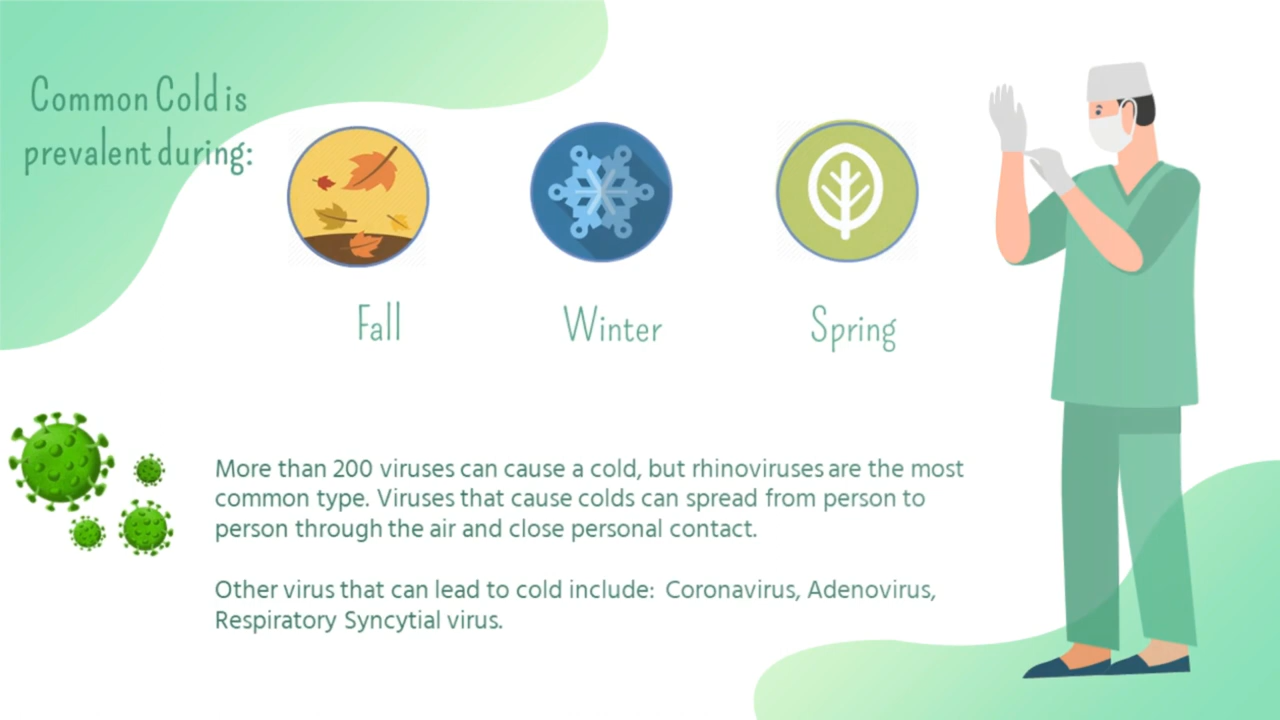 Common Cold is
prevalent during:
Fall
Winter
Spring
More than 200 viruses can cause a cold, but rhinoviruses are the most
common type. Viruses that cause colds can spread from person to
person through the air and close personal contact.
Other virus that can lead to cold include: Coronavirus, Adenovirus,
Respiratory Syncytial virus.